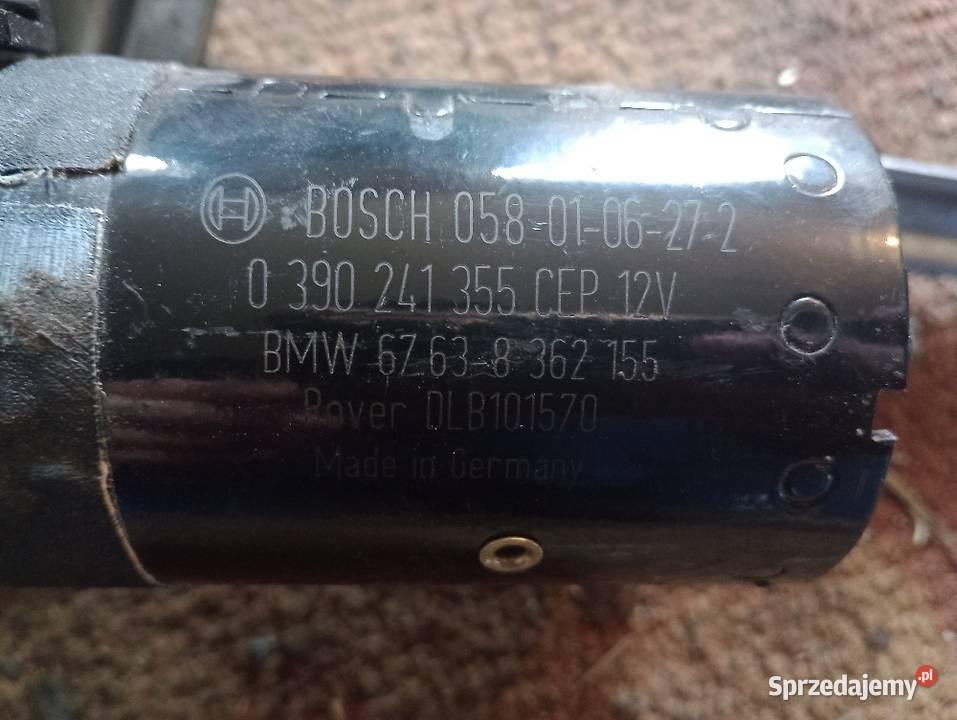 BOSCH 058-01-06-27-2
0 390 241 355 CEP 12V
BMW 67.63-8 362 155
Rover DLB101570
Made in Germany
Sprzedajemy.pl